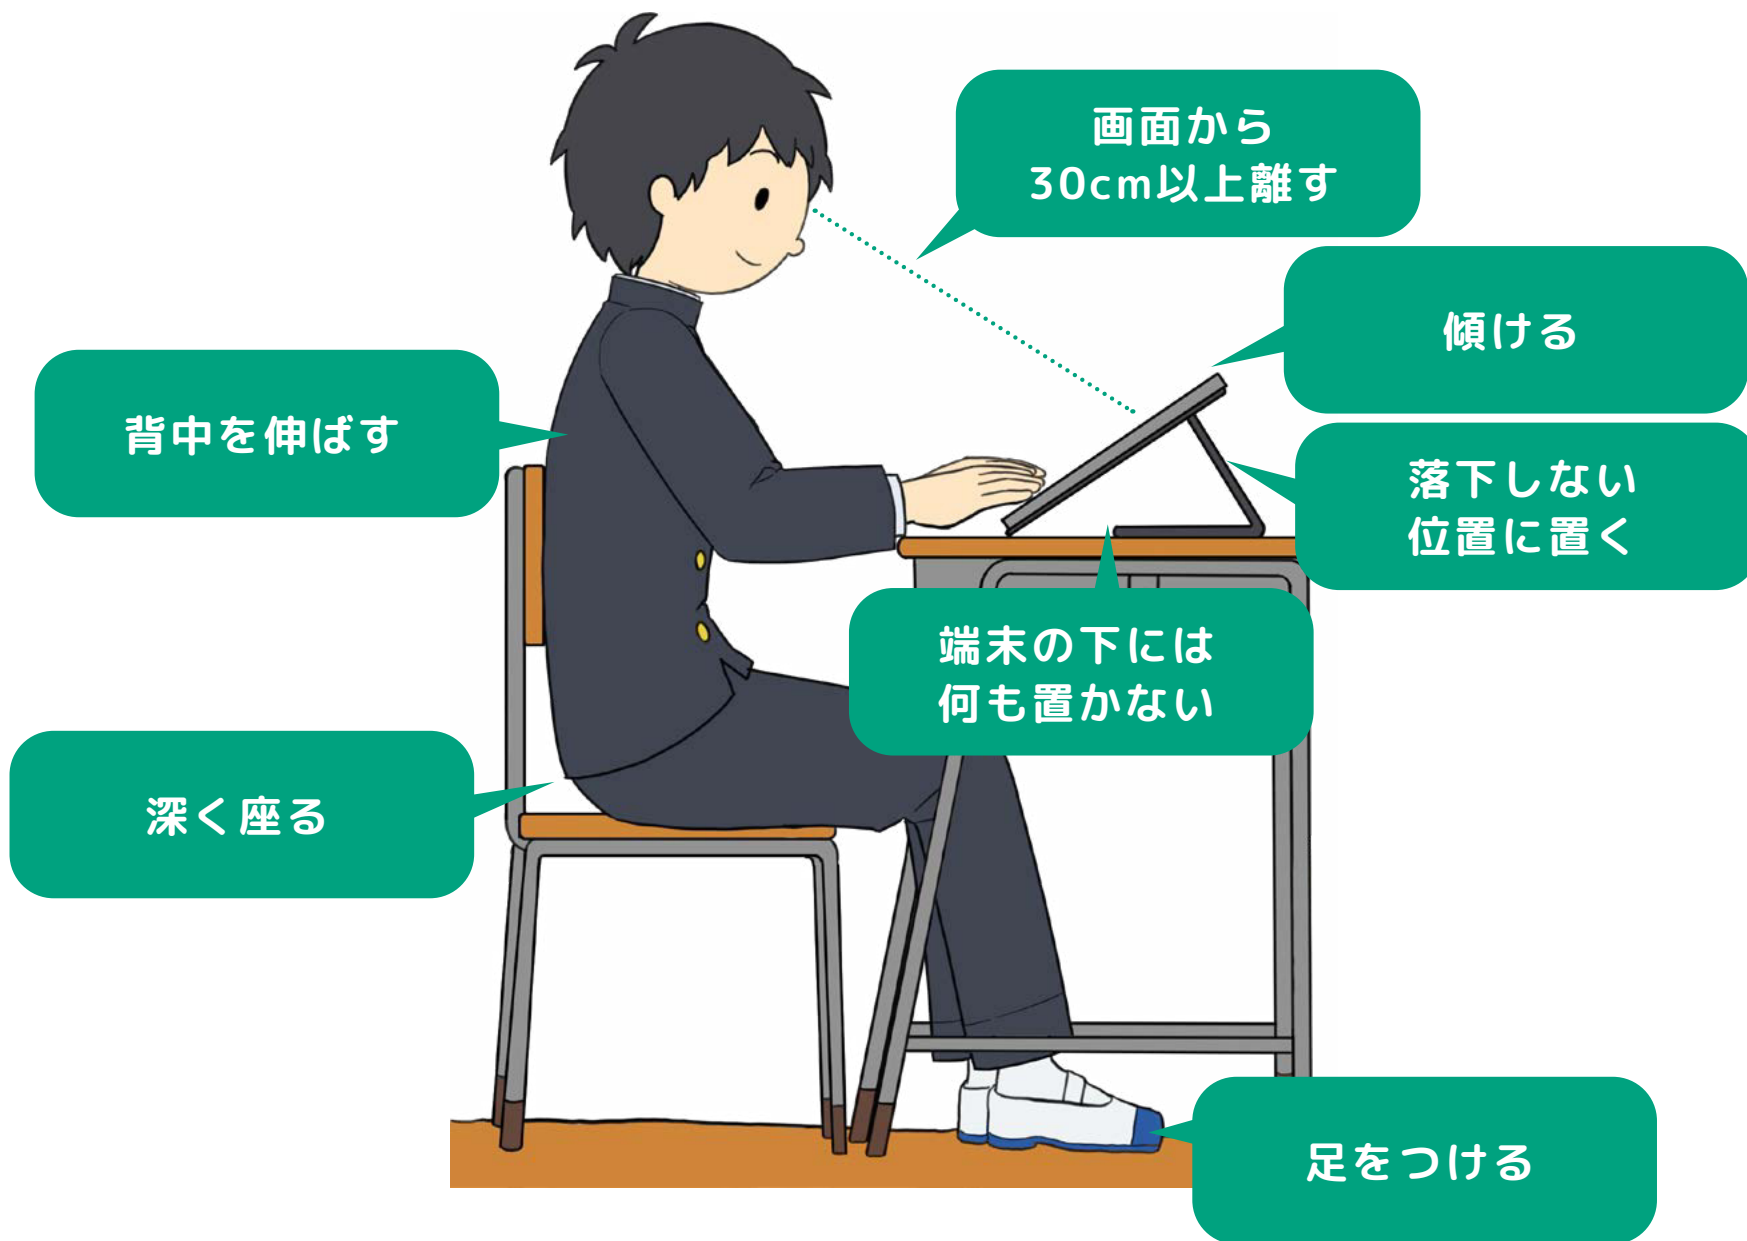 画面から
30cm以上離す
傾ける
背中を伸ばす
落下しない
位置に置く
端末の下には
何も置かない
深く座る
足をつける